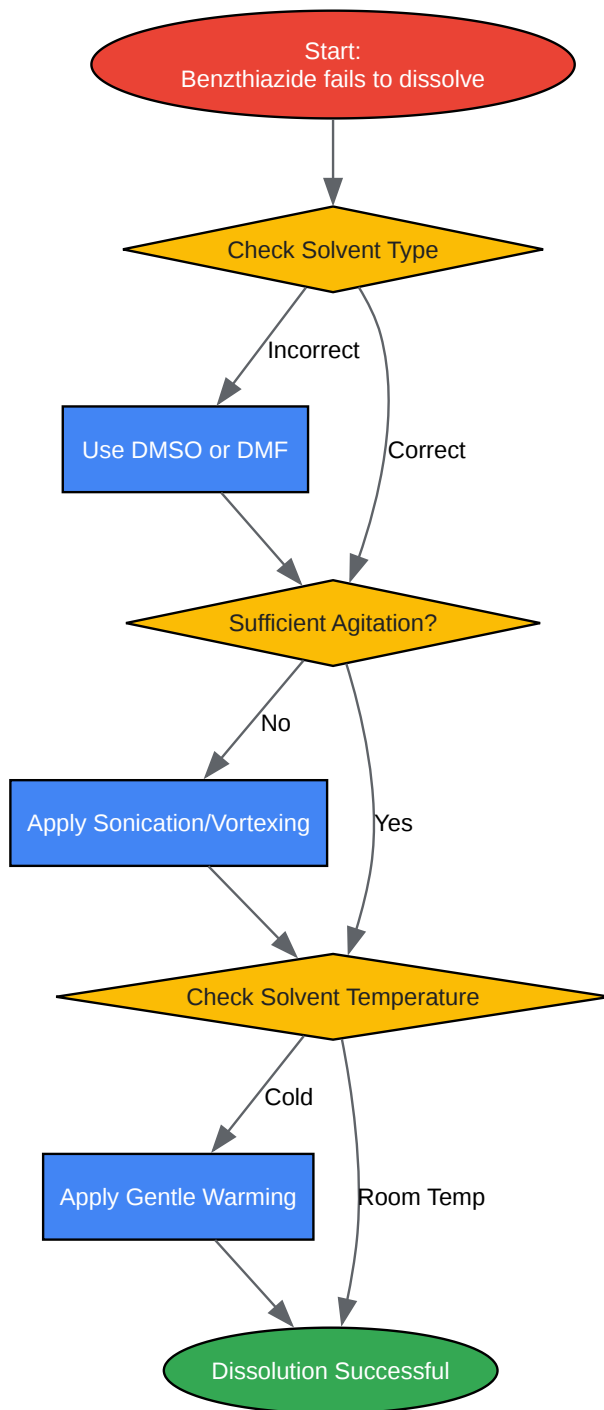 Start:
Benzthiazide fails to dissolve
Check Solvent Type
Incorrect
Use DMSO or DMF
Correct
Sufficient Agitation?
No
Apply Sonication/Vortexing
Yes
Check Solvent Temperature
Cold
Apply Gentle Warming
Room Temp
Dissolution Successful